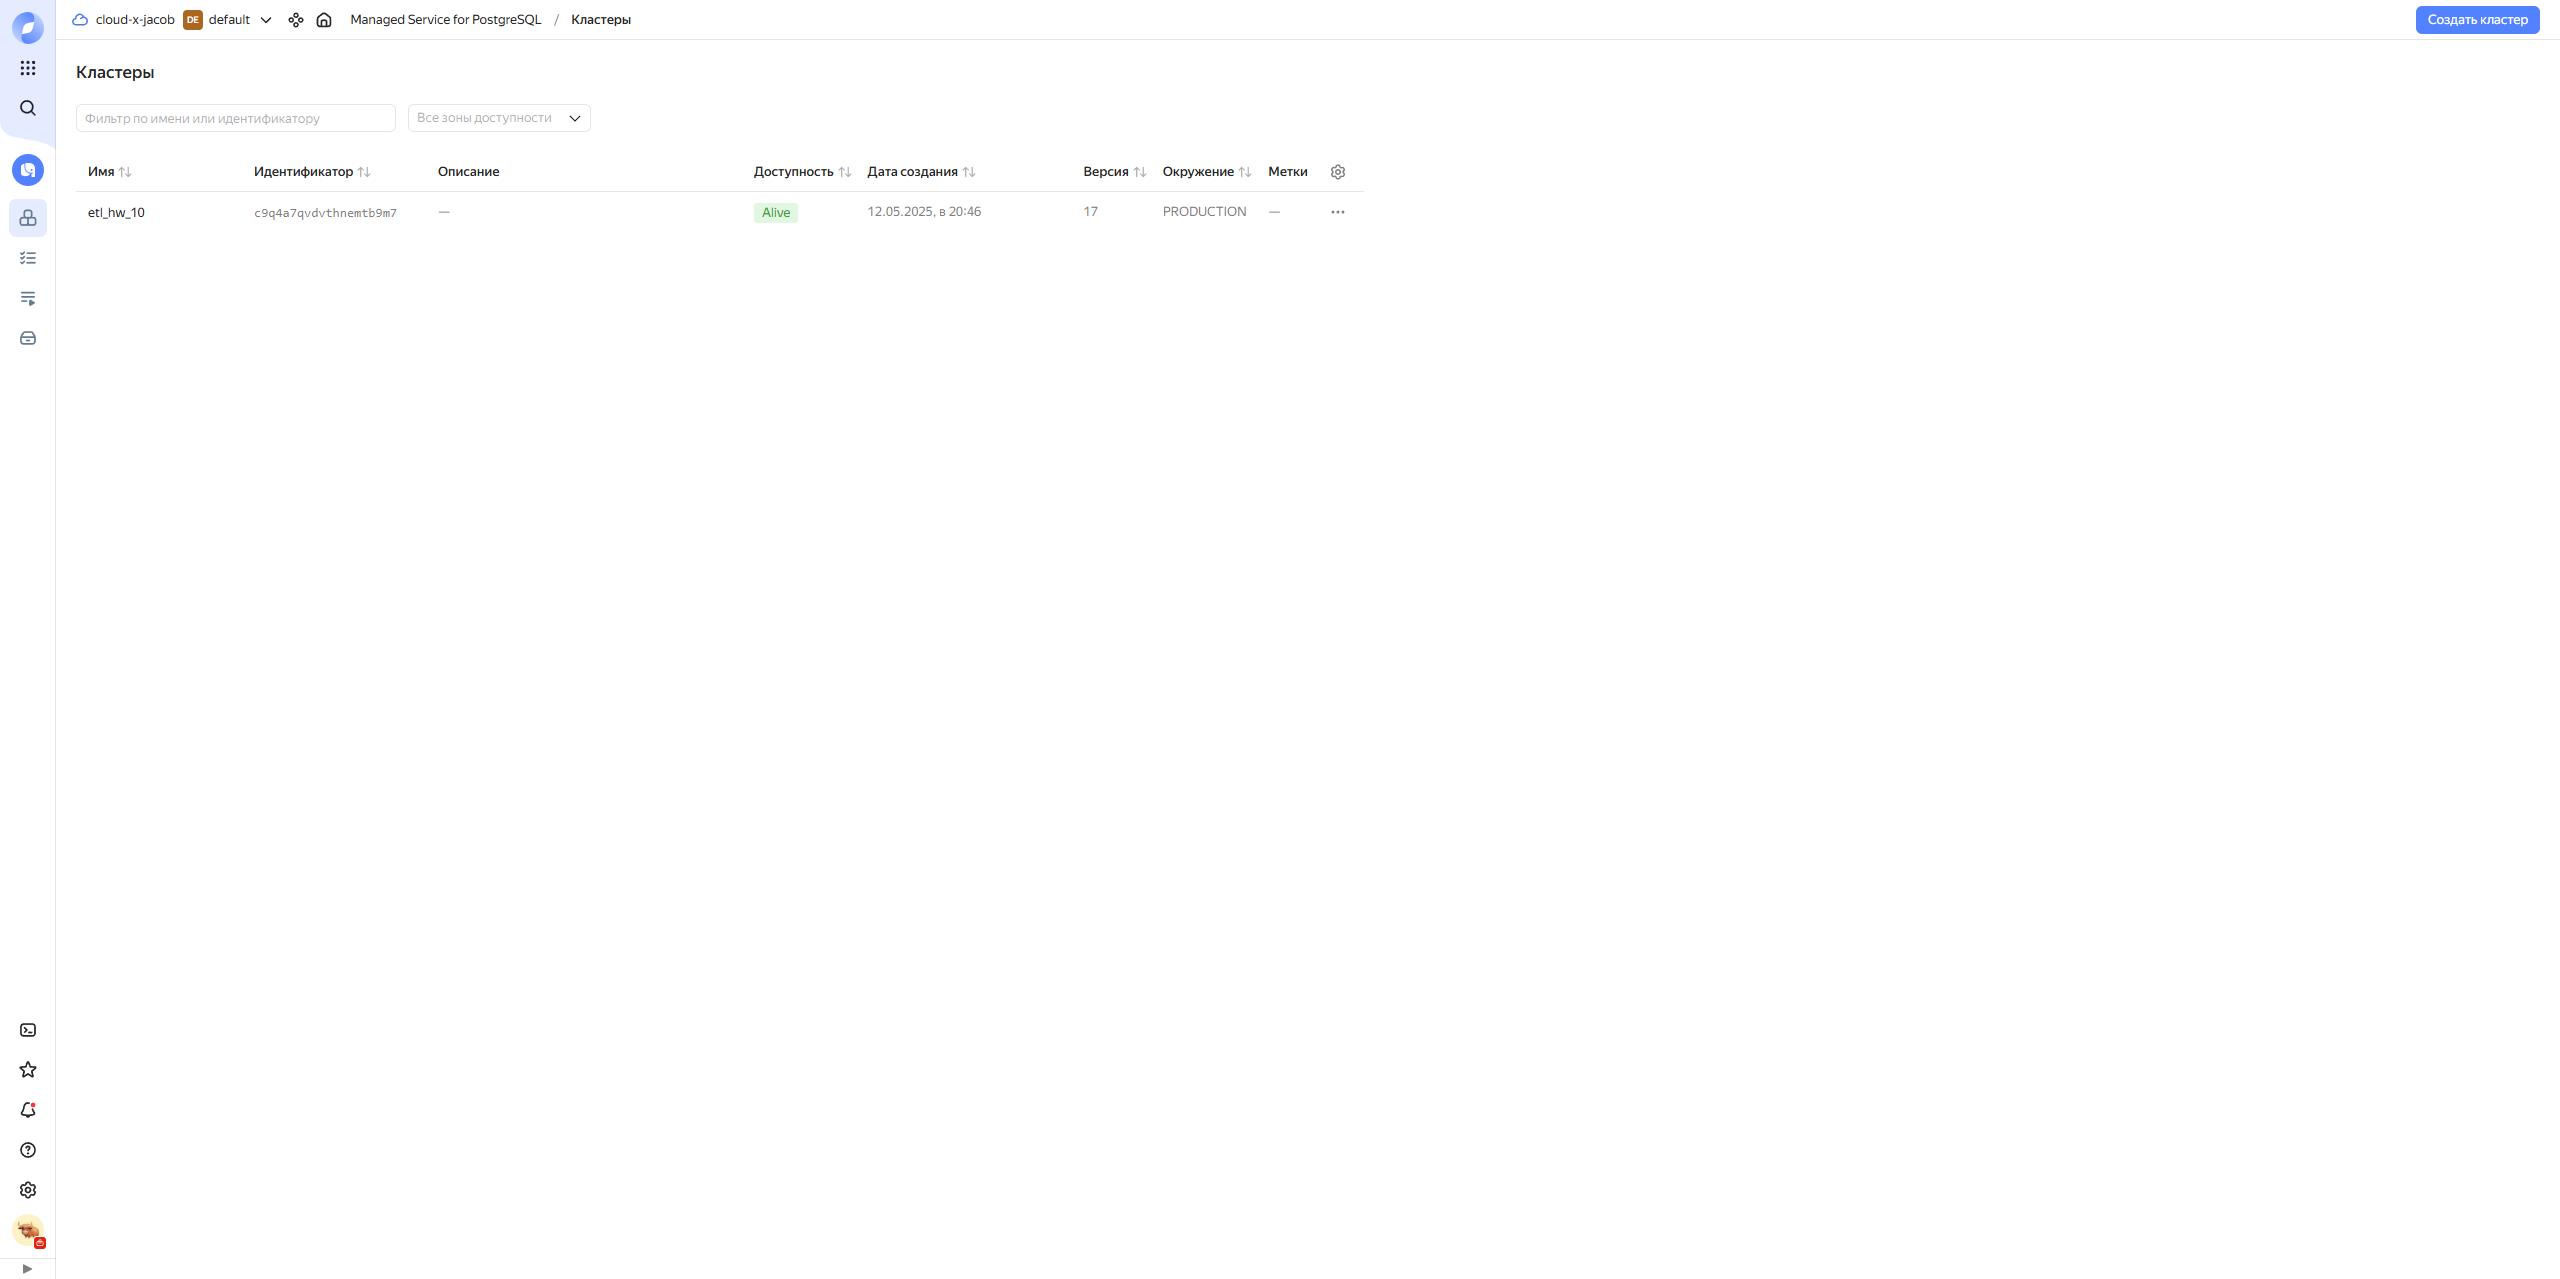 cloud-x-jacob DE default Managed Service for PostgreSQL / Кластеры Создать кластер
Кластеры
Фильтр по имени или идентификатору Все зоны доступности
Имя Идентификатор Описание Доступность Дата создания Версия Окружение Метки
etl_hw_10 c9q4a7qvdvthnemtb9m7 — Alive 12.05.2025, в 20:46 17 PRODUCTION —